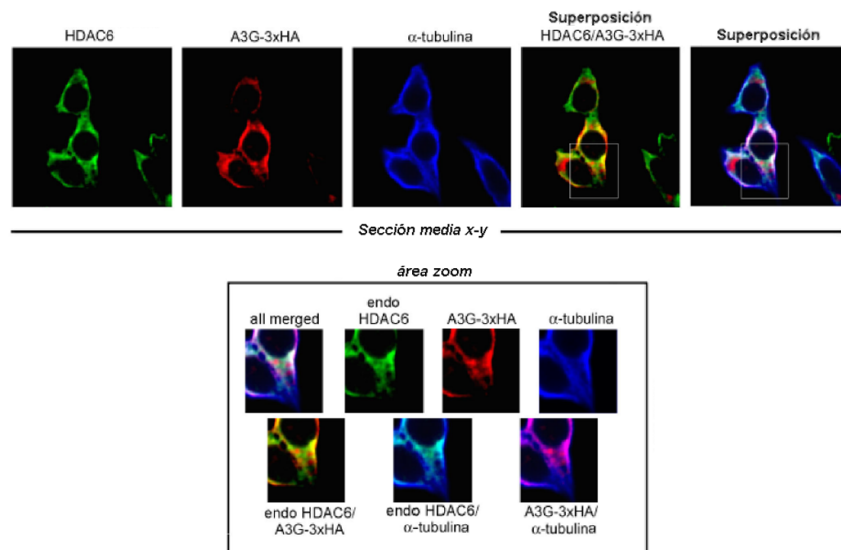 HDAC6
A3G-3xHA
α-tubulina
Superposición
HDAC6/A3G-3xHA
Superposición
Sección media x-y
área zoom
all merged
endo
HDAC6
A3G-3xHA
α-tubulina
endo HDAC6/
A3G-3xHA
endo HDAC6/
α-tubulina
A3G-3xHA/
α-tubulina